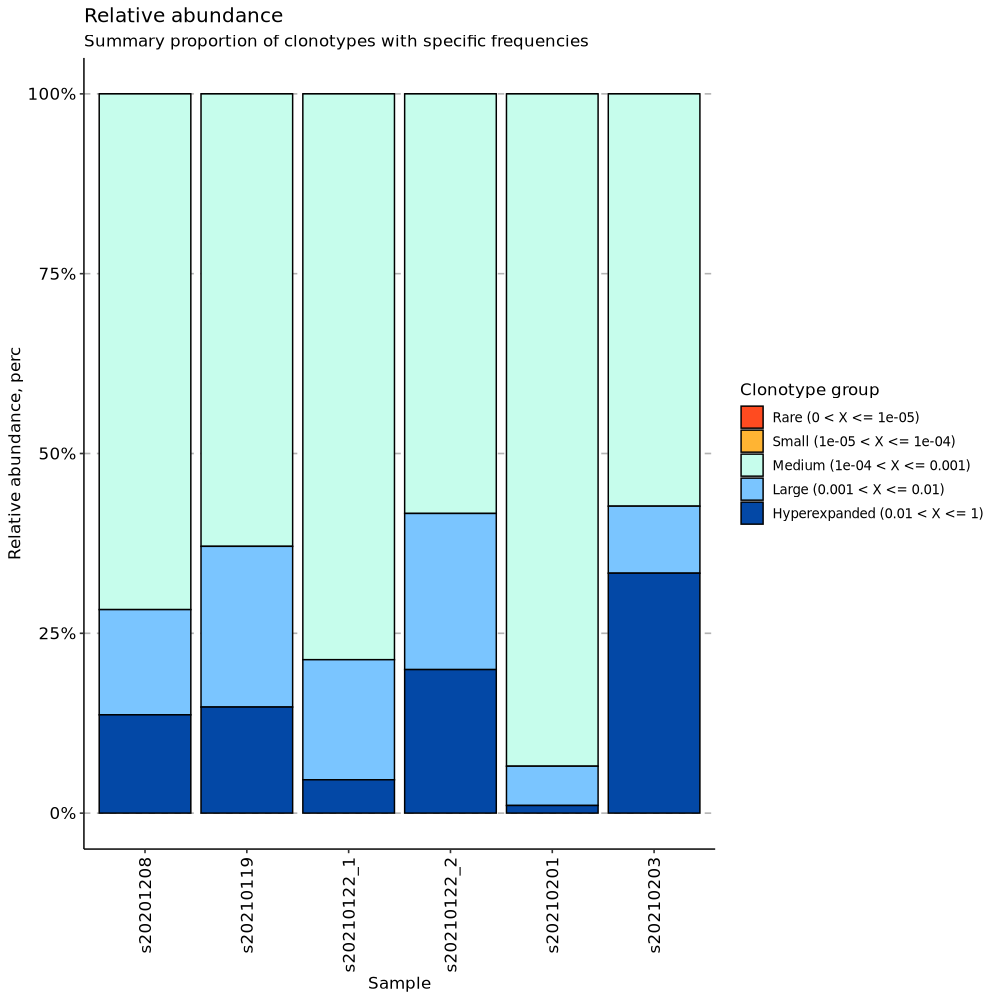 Relative abundance
Summary proportion of clonotypes with specific frequencies
Relative abundance, perc
100%
75%
50%
25%
0%
s20201208
s20210119
s20210122_1
s20210122_2
s20210201
s20210203
Sample
Clonotype group
Rare (0 < X <= 1e-05)
Small (1e-05 < X <= 1e-04)
Medium (1e-04 < X <= 0.001)
Large (0.001 < X <= 0.01)
Hyperexpanded (0.01 < X <= 1)